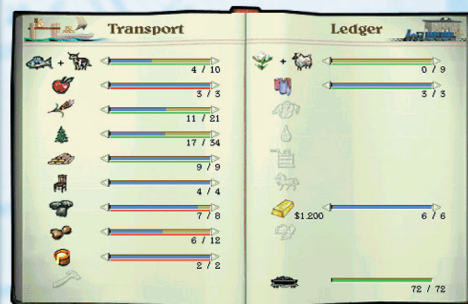 Transport
4 / 10
3 / 3
11 / 21
17 / 34
9 / 9
4 / 4
7 / 8
6 / 12
2 / 2
Ledger
0 / 9
3 / 3
$1.200
6 / 6
72 / 72